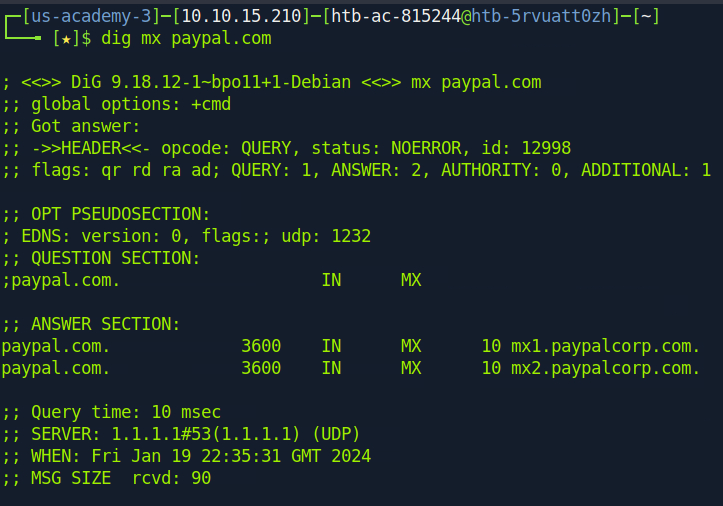 ┌─[us-academy-3]─[10.10.15.210]─[htb-ac-815244@htb-5rvuatt0zh]─[~]
└──╼ [★]$ dig mx paypal.com
; <<>> DiG 9.18.12-1~bpo11+1-Debian <<>> mx paypal.com
;; global options: +cmd
;; Got answer:
;; ->>HEADER<<- opcode: QUERY, status: NOERROR, id: 12998
;; flags: qr rd ra ad; QUERY: 1, ANSWER: 2, AUTHORITY: 0, ADDITIONAL: 1
;; OPT PSEUDOSECTION:
; EDNS: version: 0, flags:; udp: 1232
;; QUESTION SECTION:
;paypal.com. IN MX
;; ANSWER SECTION:
paypal.com. 3600 IN MX 10 mx1.paypalcorp.com.
paypal.com. 3600 IN MX 10 mx2.paypalcorp.com.
;; Query time: 10 msec
;; SERVER: 1.1.1.1#53(1.1.1.1) (UDP)
;; WHEN: Fri Jan 19 22:35:31 GMT 2024
;; MSG SIZE rcvd: 90